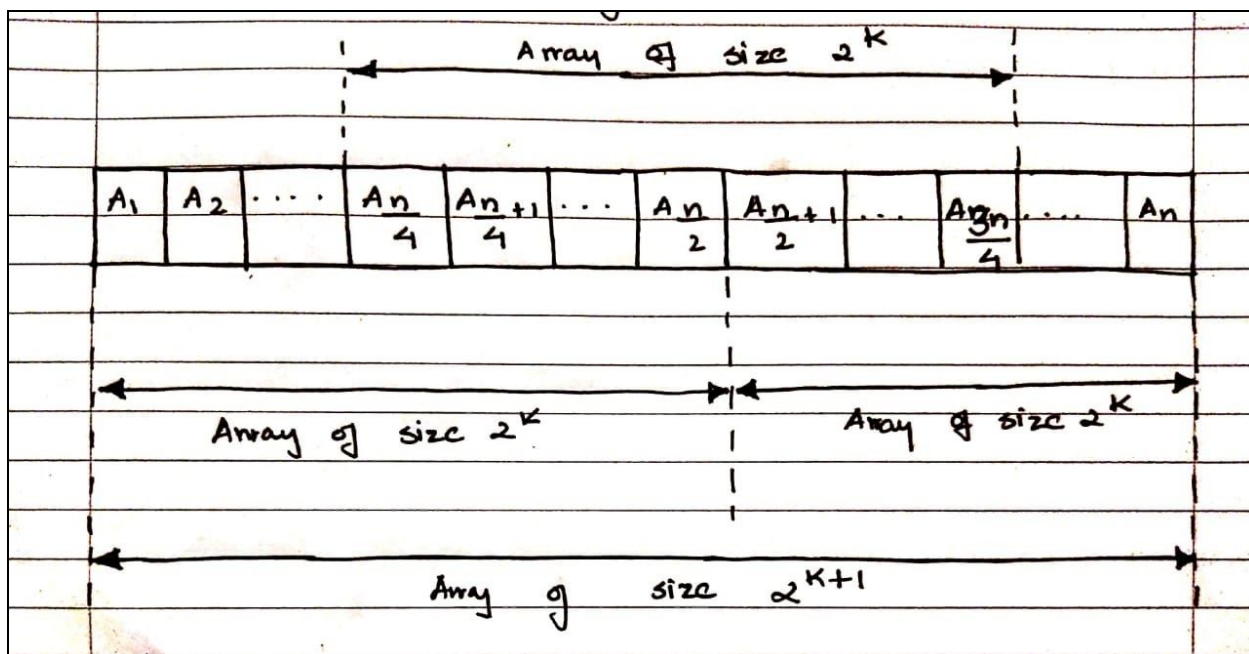 Array of size 2^K
A1 A2 .... An/4 An/4+1 ... An/2 An/2+1 ... A3n/4 .... An
Array of size 2^K Array of size 2^K
Array of size 2^K+1